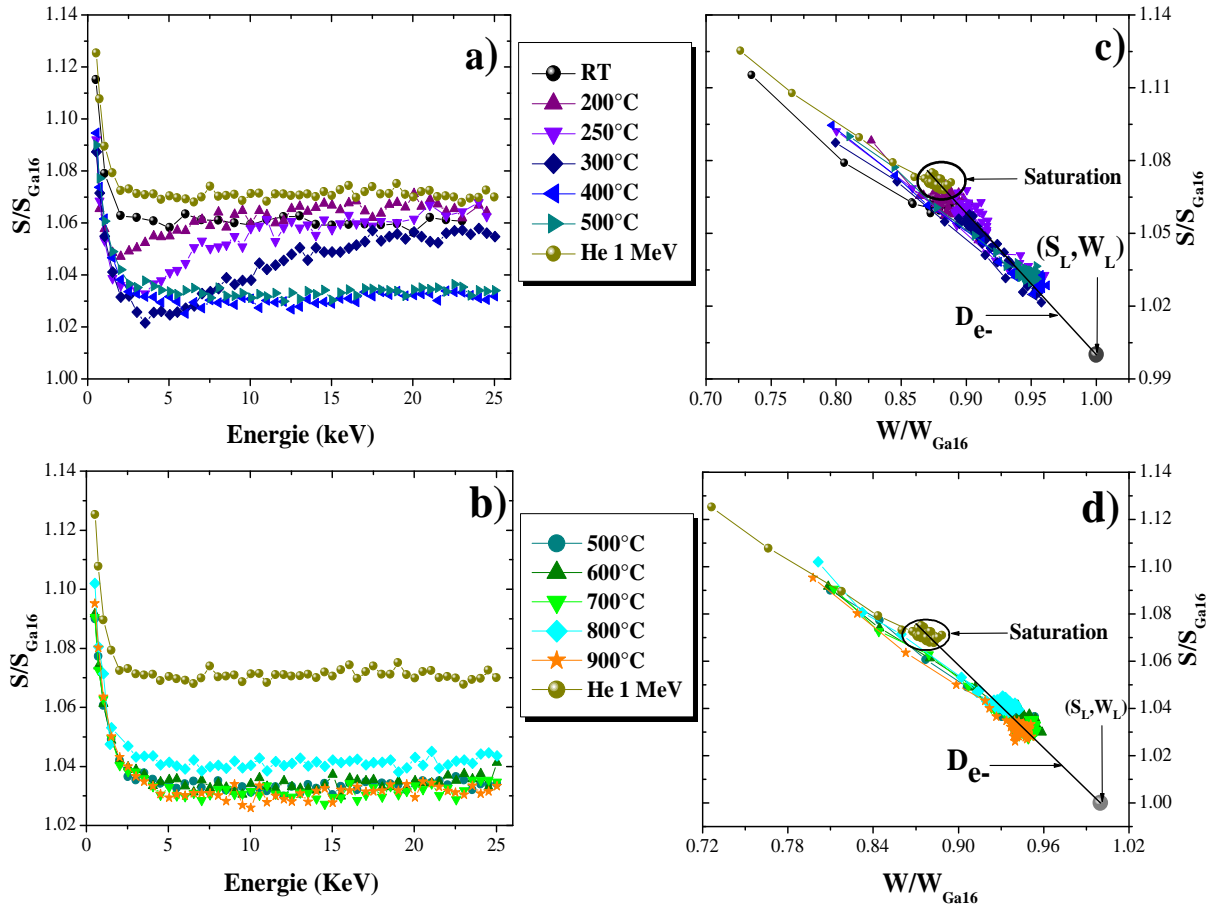 a)
1.14
1.12
1.10
1.08
1.06
1.04
1.02
1.00
S/S_Ga16
0
5
10
15
20
25
Energie (keV)
RT
200°C
250°C
300°C
400°C
500°C
He 1 MeV
c)
1.14
1.11
1.08
1.05
1.02
0.99
S/S_Ga16
Saturation
(S_L,W_L)
D_e-
0.70
0.75
0.80
0.85
0.90
0.95
1.00
W/W_Ga16
b)
1.14
1.12
1.10
1.08
1.06
1.04
1.02
S/S_Ga16
0
5
10
15
20
25
Energie (KeV)
500°C
600°C
700°C
800°C
900°C
He 1 MeV
d)
1.14
1.12
1.10
1.08
1.06
1.04
1.02
1.00
S/S_Ga16
Saturation
(S_L,W_L)
D_e-
0.72
0.78
0.84
0.90
0.96
1.02
W/W_Ga16